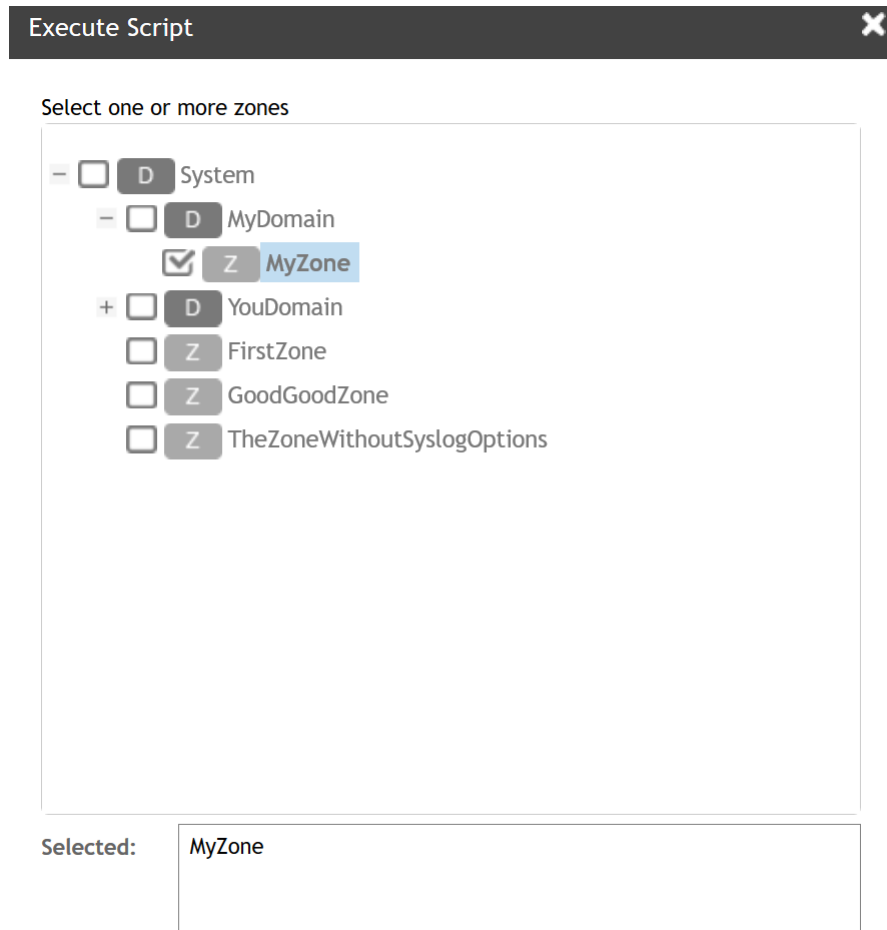 Execute Script
Select one or more zones
D System
D MyDomain
Z MyZone
D YouDomain
Z FirstZone
Z GoodGoodZone
Z TheZoneWithoutSyslogOptions
Selected: MyZone